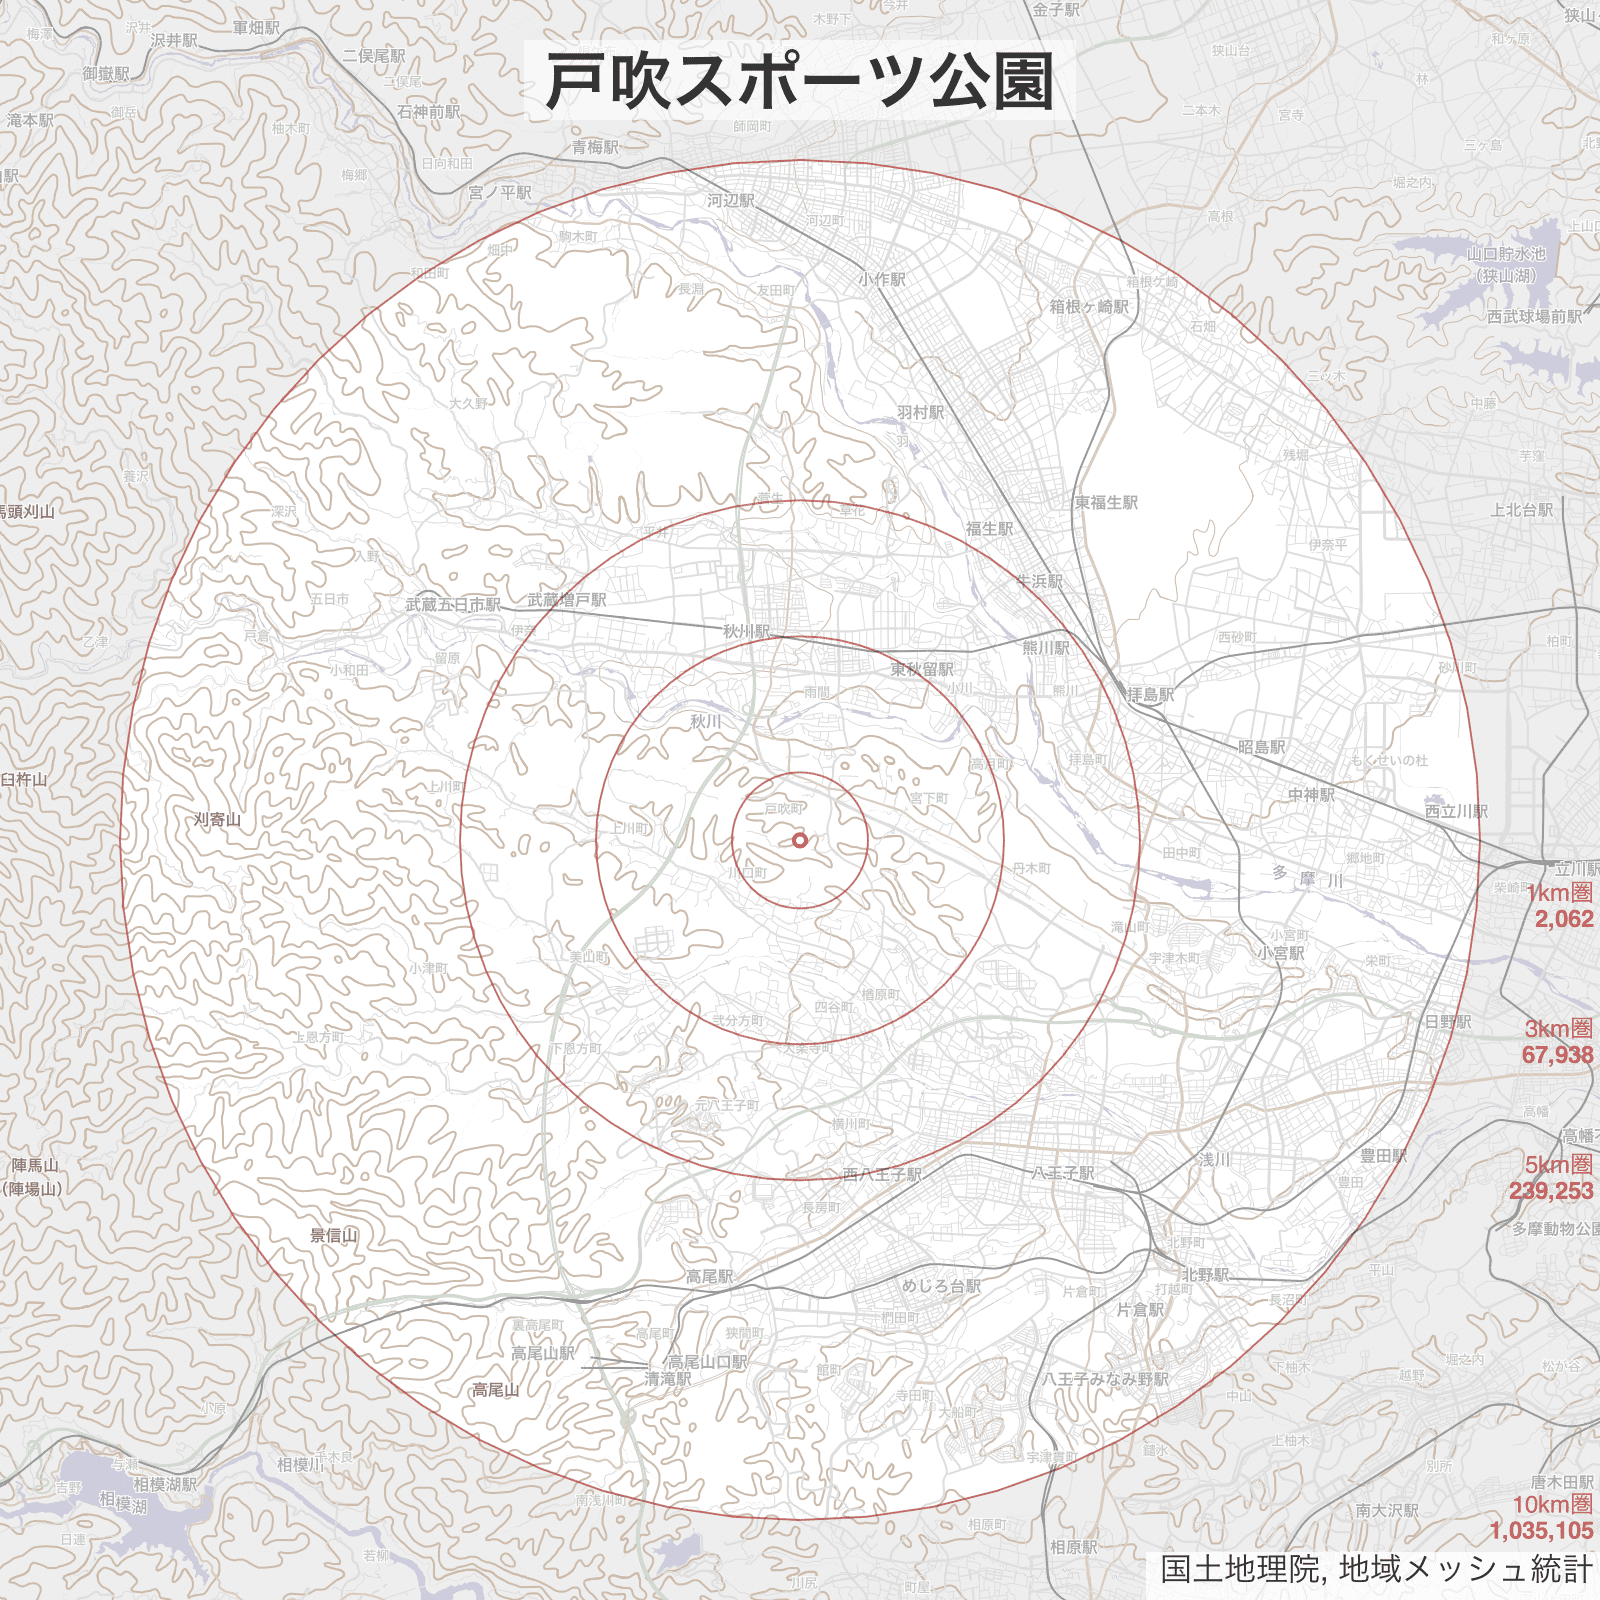 戸吹スポーツ公園
梅澤
沢井
沢井駅
軍畑駅
御嶽駅
二俣尾駅
二俣尾
木野下
今井
金子駅
狭山台
和ヶ原
林
御岳
滝本駅
柚木町
石神前駅
青梅駅
師岡町
二本木
宮寺
三ヶ島
日向和田
梅郷
宮ノ平駅
河辺駅
河辺町
堀之内
高根
駒木町
畑中
和田町
長淵
友田町
小作駅
箱根ケ崎
箱根ヶ崎駅
石畑
山口貯水池
(狭山湖)
西武球場前駅
三ツ木
中藤
大久野
羽村駅
羽
残堀
芋窪
養沢
馬頭刈山
深沢
入野
平井
菅生
草花
福生駅
東福生駅
上北台駅
伊奈平
牛浜駅
五日市
武蔵五日市駅
武蔵増戸駅
伊奈
秋川駅
乙津
戸倉
小和田
留原
東秋留駅
小川
熊川駅
熊川
西砂町
柏町
砂川町
雨間
秋川
拝島駅
拝島町
昭島駅
もくせいの杜
高月町
臼杵山
刈寄山
上川町
上川町
戸吹町
宮下町
中神駅
西立川駅
川口町
丹木町
田中町
郷地町
多摩川
立川駅
柴崎町
1km圏
2,062
滝山町
小宮町
小宮駅
宇津木町
栄町
美山町
小津町
楢原町
四谷町
弐分方町
日野駅
3km圏
67,938
上恩方町
下恩方町
大楽寺町
元八王子町
横川町
高幡
陣馬山
(陣場山)
西八王子駅
八王子駅
浅川
豊田駅
豊田
5km圏
239,253
多摩動物公園
長房町
景信山
北野町
北野駅
平山
高尾駅
めじろ台駅
片倉町
打越町
長沼町
片倉駅
椚田町
裏高尾町
高尾町
狭間町
高尾山駅
高尾山口駅
清滝駅
館町
八王子みなみ野駅
下柚木
越野
堀之内
松が谷
高尾山
寺田町
中山
大船町
小原
鑓水
上柚木
宇津貫町
別所
与瀬
千木良
相模湖駅
相模川
吉野
相模湖
南浅川町
唐木田駅
南大沢駅
10km圏
1,035,105
日連
若柳
相原町
相原駅
川尻
町屋
国土地理院, 地域メッシュ統計